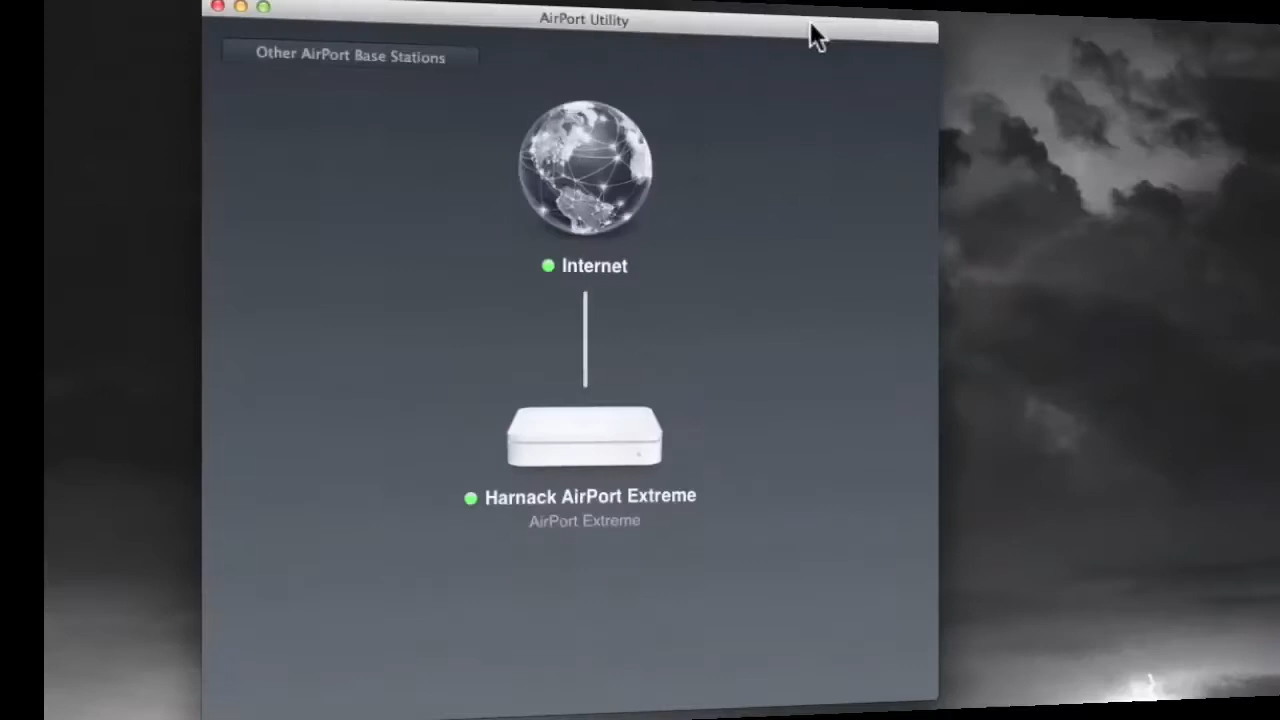 AirPort Utility
Other AirPort Base Stations
Internet
Harnack AirPort Extreme
AirPort Extreme